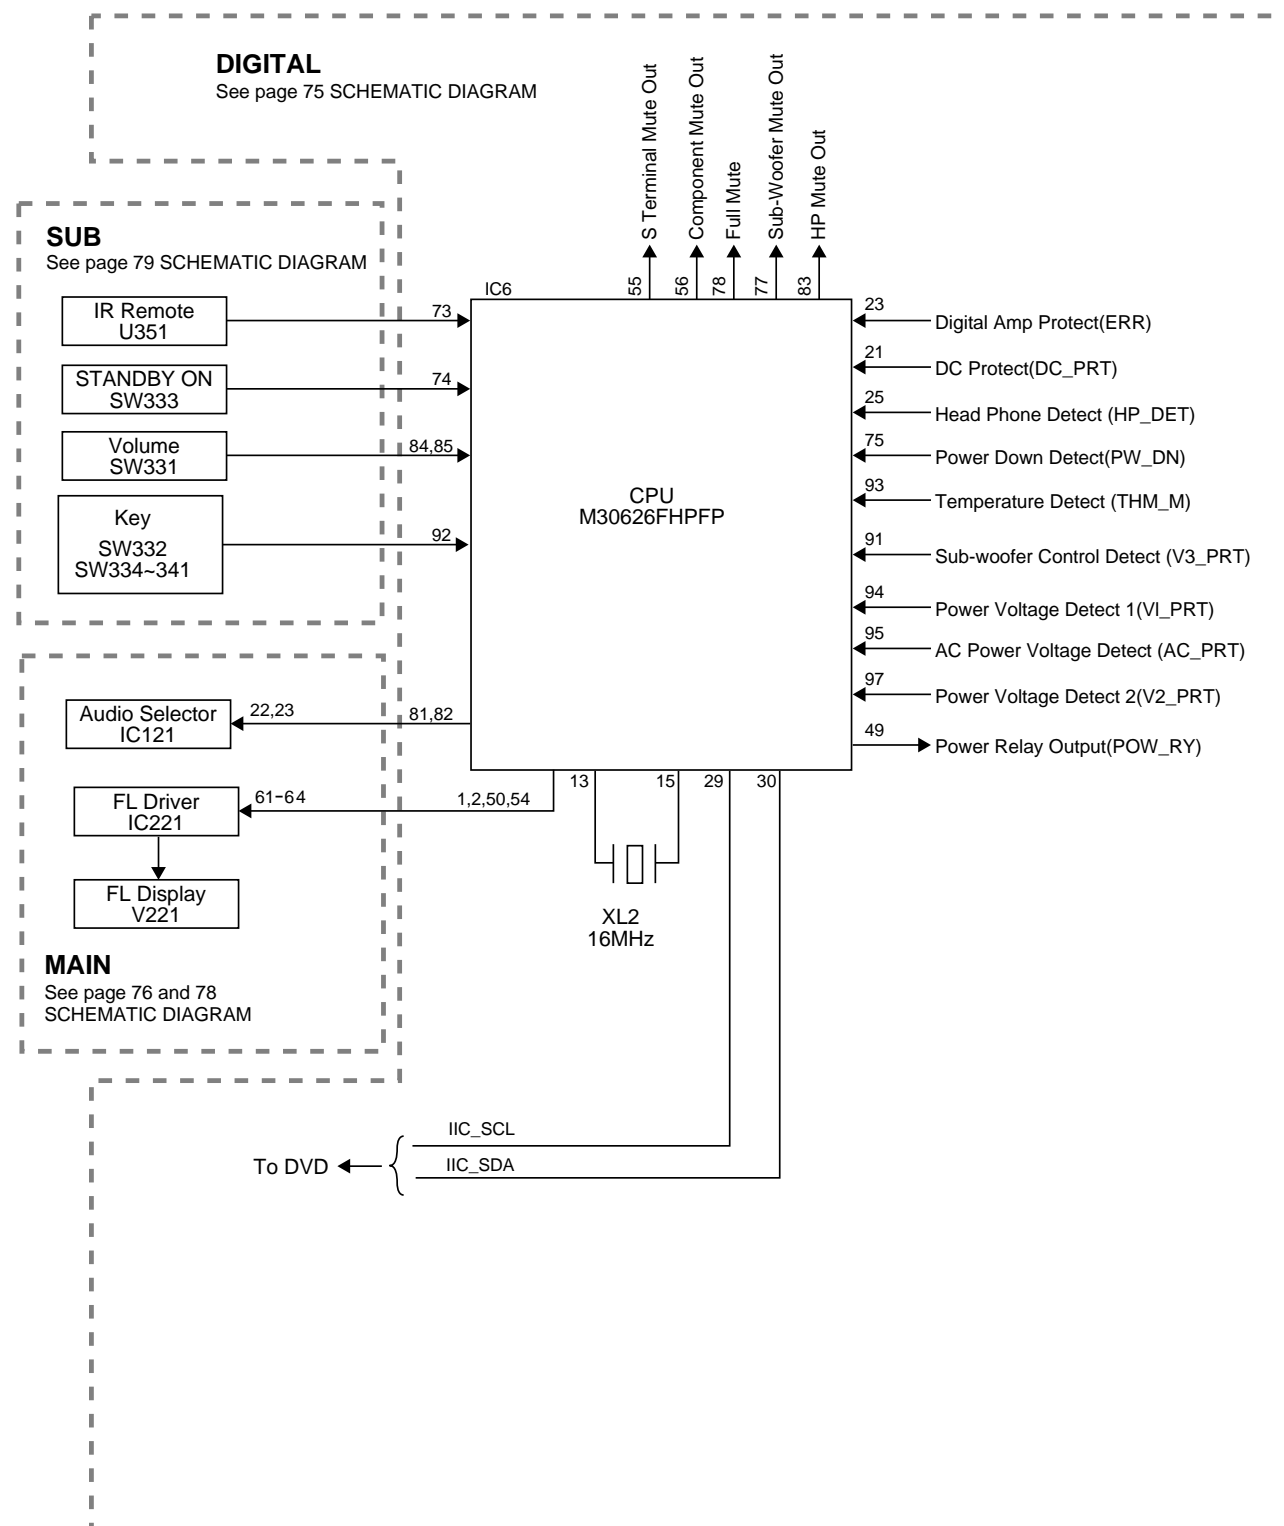 DIGITAL
See page 75 SCHEMATIC DIAGRAM
S Terminal Mute Out
Component Mute Out
Full Mute
Sub-Woofer Mute Out
HP Mute Out
55
56
78
77
83
SUB
See page 79 SCHEMATIC DIAGRAM
IR Remote
U351
73
STANDBY ON
SW333
74
Volume
SW331
84,85
Key
SW332
SW334~341
92
IC6
CPU
M30626FHPFP
23
Digital Amp Protect(ERR)
21
DC Protect(DC_PRT)
25
Head Phone Detect (HP_DET)
75
Power Down Detect(PW_DN)
93
Temperature Detect (THM_M)
91
Sub-woofer Control Detect (V3_PRT)
94
Power Voltage Detect 1(VI_PRT)
95
AC Power Voltage Detect (AC_PRT)
97
Power Voltage Detect 2(V2_PRT)
49
Power Relay Output(POW_RY)
Audio Selector
IC121
22,23
81,82
FL Driver
IC221
61-64
1,2,50,54
FL Display
V221
MAIN
See page 76 and 78
SCHEMATIC DIAGRAM
13
15
29
30
XL2
16MHz
To DVD
IIC_SCL
IIC_SDA